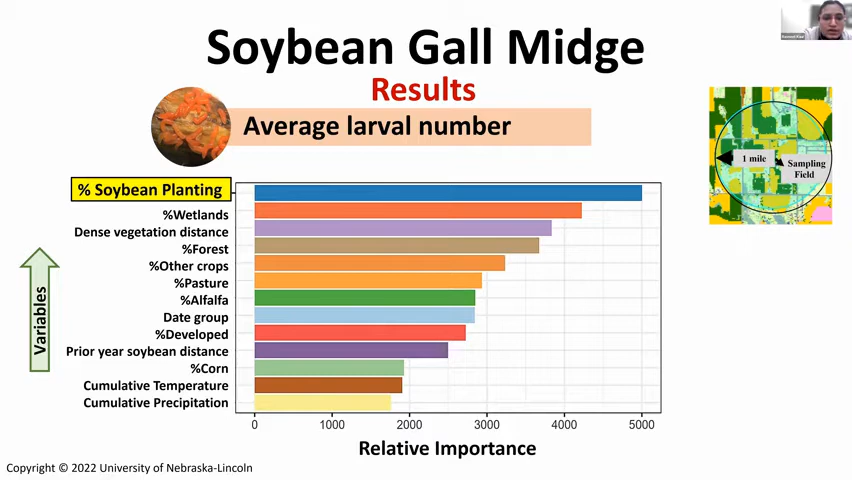 Soybean Gall Midge
Results
Average larval number
1 mile
Sampling
Field
% Soybean Planting
%Wetlands
Dense vegetation distance
%Forest
%Other crops
%Pasture
%Alfalfa
Date group
%Developed
Prior year soybean distance
%Corn
Cumulative Temperature
Cumulative Precipitation
Variables
0 1000 2000 3000 4000 5000
Relative Importance
Copyright © 2022 University of Nebraska-Lincoln